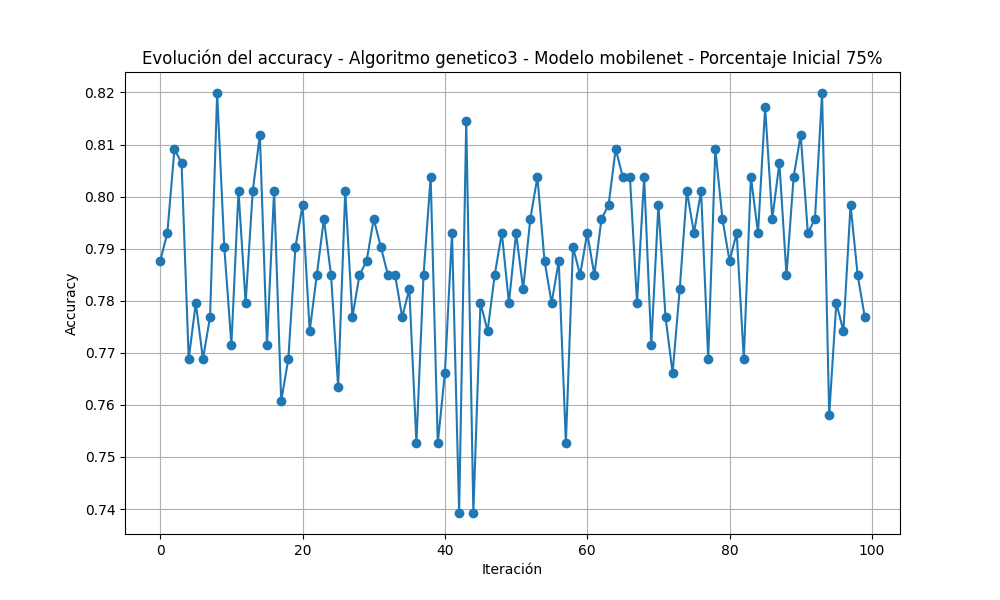 Evolución del accuracy - Algoritmo genetico3 - Modelo mobilenet - Porcentaje Inicial 75%
0.82
0.81
0.80
0.79
0.78
0.77
0.76
0.75
0.74
Accuracy
0 20 40 60 80 100
Iteración